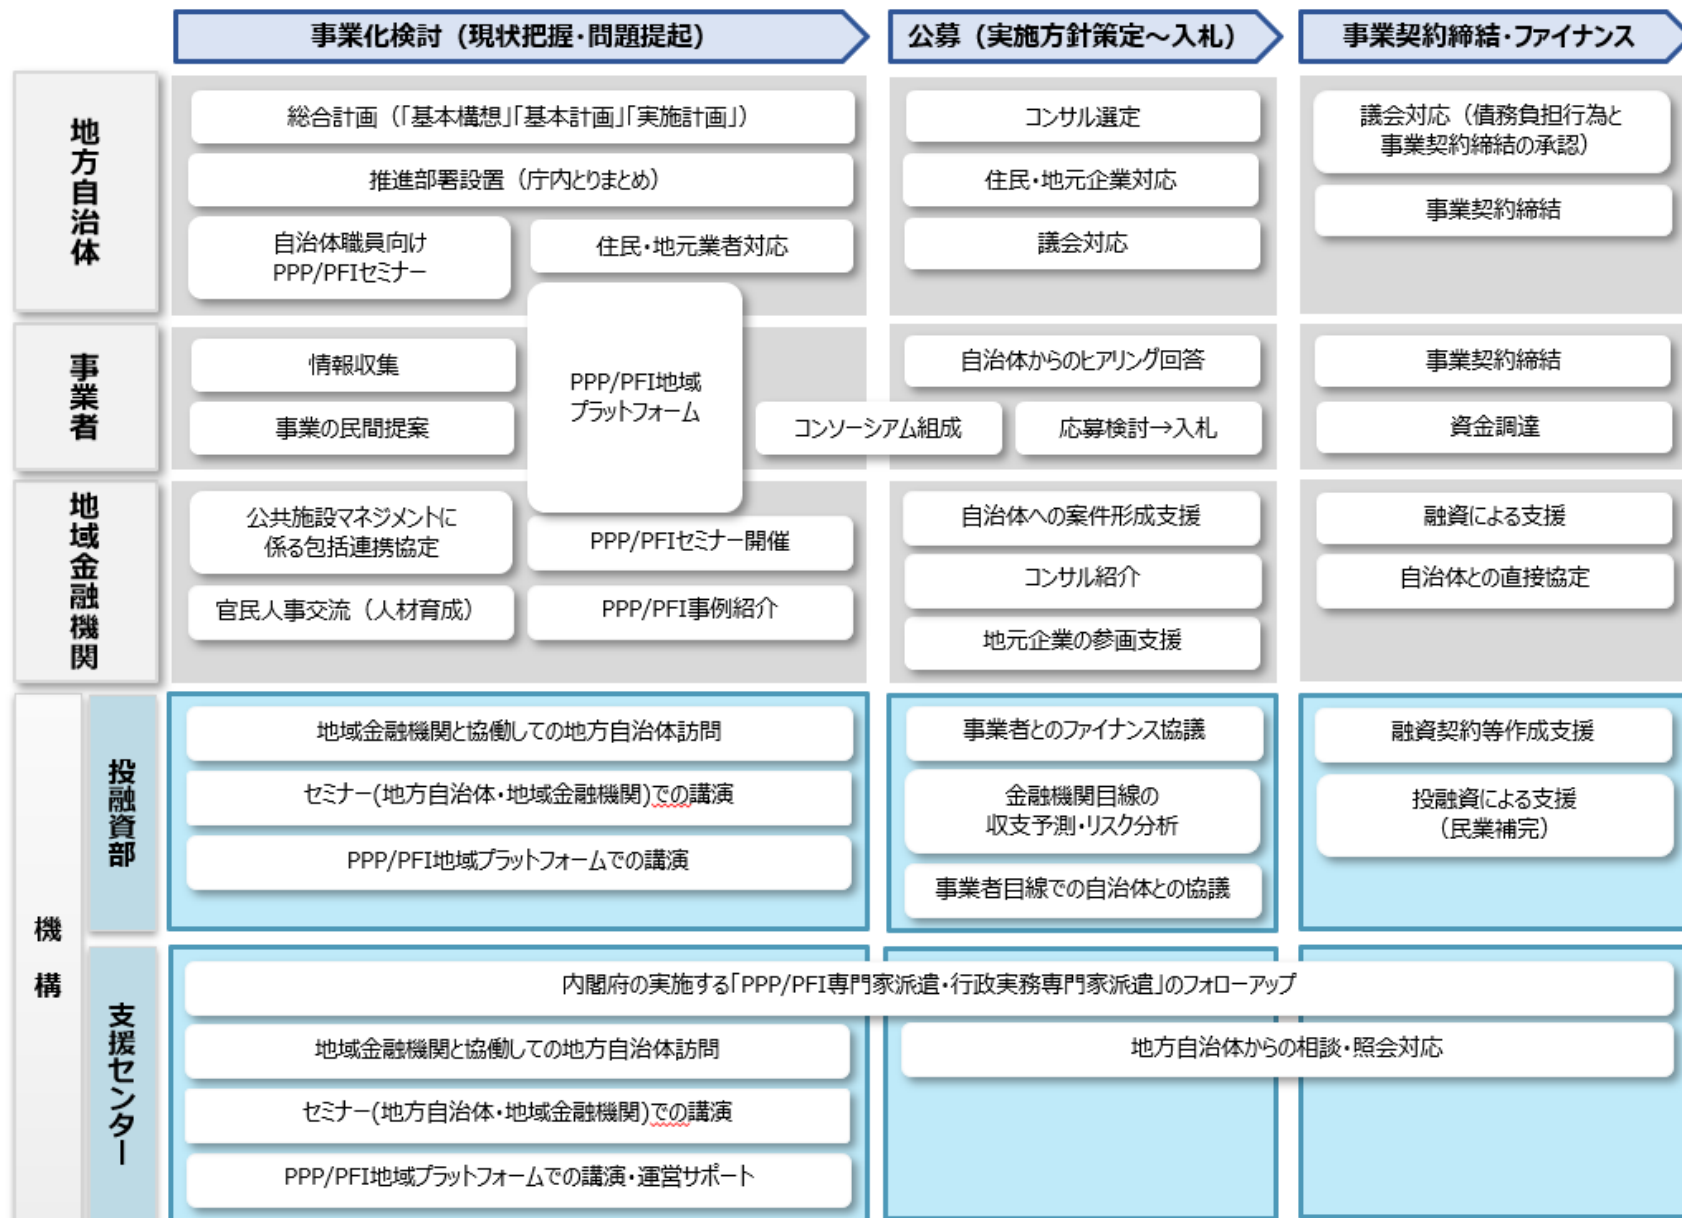 事業化検討（現状把握・問題提起）
公募（実施方針策定～入札）
事業契約締結・ファイナンス
地方自治体
総合計画（「基本構想」「基本計画」「実施計画」）
推進部署設置（庁内とりまとめ）
自治体職員向け
PPP/PFIセミナー
住民・地元業者対応
コンサル選定
住民・地元企業対応
議会対応
議会対応（債務負担行為と
事業契約締結の承認）
事業契約締結
事業者
情報収集
事業の民間提案
PPP/PFI地域
プラットフォーム
コンソーシアム組成
自治体からのヒアリング回答
応募検討→入札
事業契約締結
資金調達
地域金融機関
公共施設マネジメントに
係る包括連携協定
官民人事交流（人材育成）
PPP/PFIセミナー開催
PPP/PFI事例紹介
自治体への案件形成支援
コンサル紹介
地元企業の参画支援
融資による支援
自治体との直接協定
機構
投融資部
地域金融機関と協働しての地方自治体訪問
セミナー(地方自治体・地域金融機関)での講演
PPP/PFI地域プラットフォームでの講演
事業者とのファイナンス協議
金融機関目線の
収支予測・リスク分析
事業者目線での自治体との協議
融資契約等作成支援
投融資による支援
（民業補完）
支援センター
内閣府の実施する「PPP/PFI専門家派遣・行政実務専門家派遣」のフォローアップ
地域金融機関と協働しての地方自治体訪問
地方自治体からの相談・照会対応
セミナー(地方自治体・地域金融機関)での講演
PPP/PFI地域プラットフォームでの講演・運営サポート